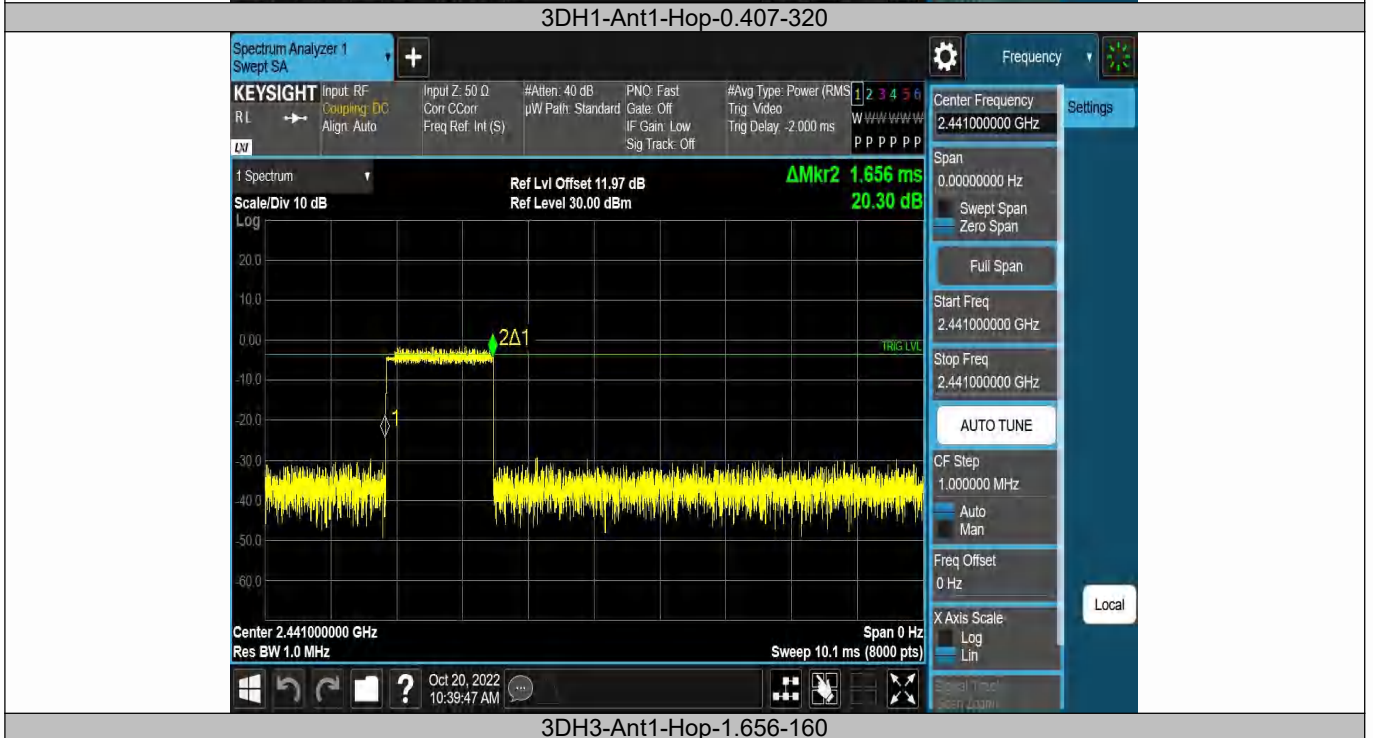 3DH1-Ant1-Hop-0.407-320
Spectrum Analyzer 1
Swept SA
+
Frequency
KEYSIGHT
RL
LXI
Input: RF
Coupling: DC
Align: Auto
Input Z: 50 Ω
Corr CCorr
Freq Ref: Int (S)
#Atten: 40 dB
µW Path: Standard
PNO: Fast
Gate: Off
IF Gain: Low
Sig Track: Off
#Avg Type: Power (RMS
Trig: Video
Trig Delay: -2.000 ms
1 2 3 4 5 6
W W W W W W
P P P P P P
1 Spectrum
Scale/Div 10 dB
Ref Lvl Offset 11.97 dB
Ref Level 30.00 dBm
ΔMkr2 1.656 ms
20.30 dB
Log
20.0
10.0
0.00
-10.0
-20.0
-30.0
-40.0
-50.0
-60.0
2Δ1
1
TRIG LVL
Center 2.441000000 GHz
Res BW 1.0 MHz
Span 0 Hz
Sweep 10.1 ms (8000 pts)
Center Frequency
2.441000000 GHz
Settings
Span
0.00000000 Hz
Swept Span
Zero Span
Full Span
Start Freq
2.441000000 GHz
Stop Freq
2.441000000 GHz
AUTO TUNE
CF Step
1.000000 MHz
Auto
Man
Freq Offset
0 Hz
X Axis Scale
Log
Lin
Local
?
Oct 20, 2022
10:39:47 AM
3DH3-Ant1-Hop-1.656-160